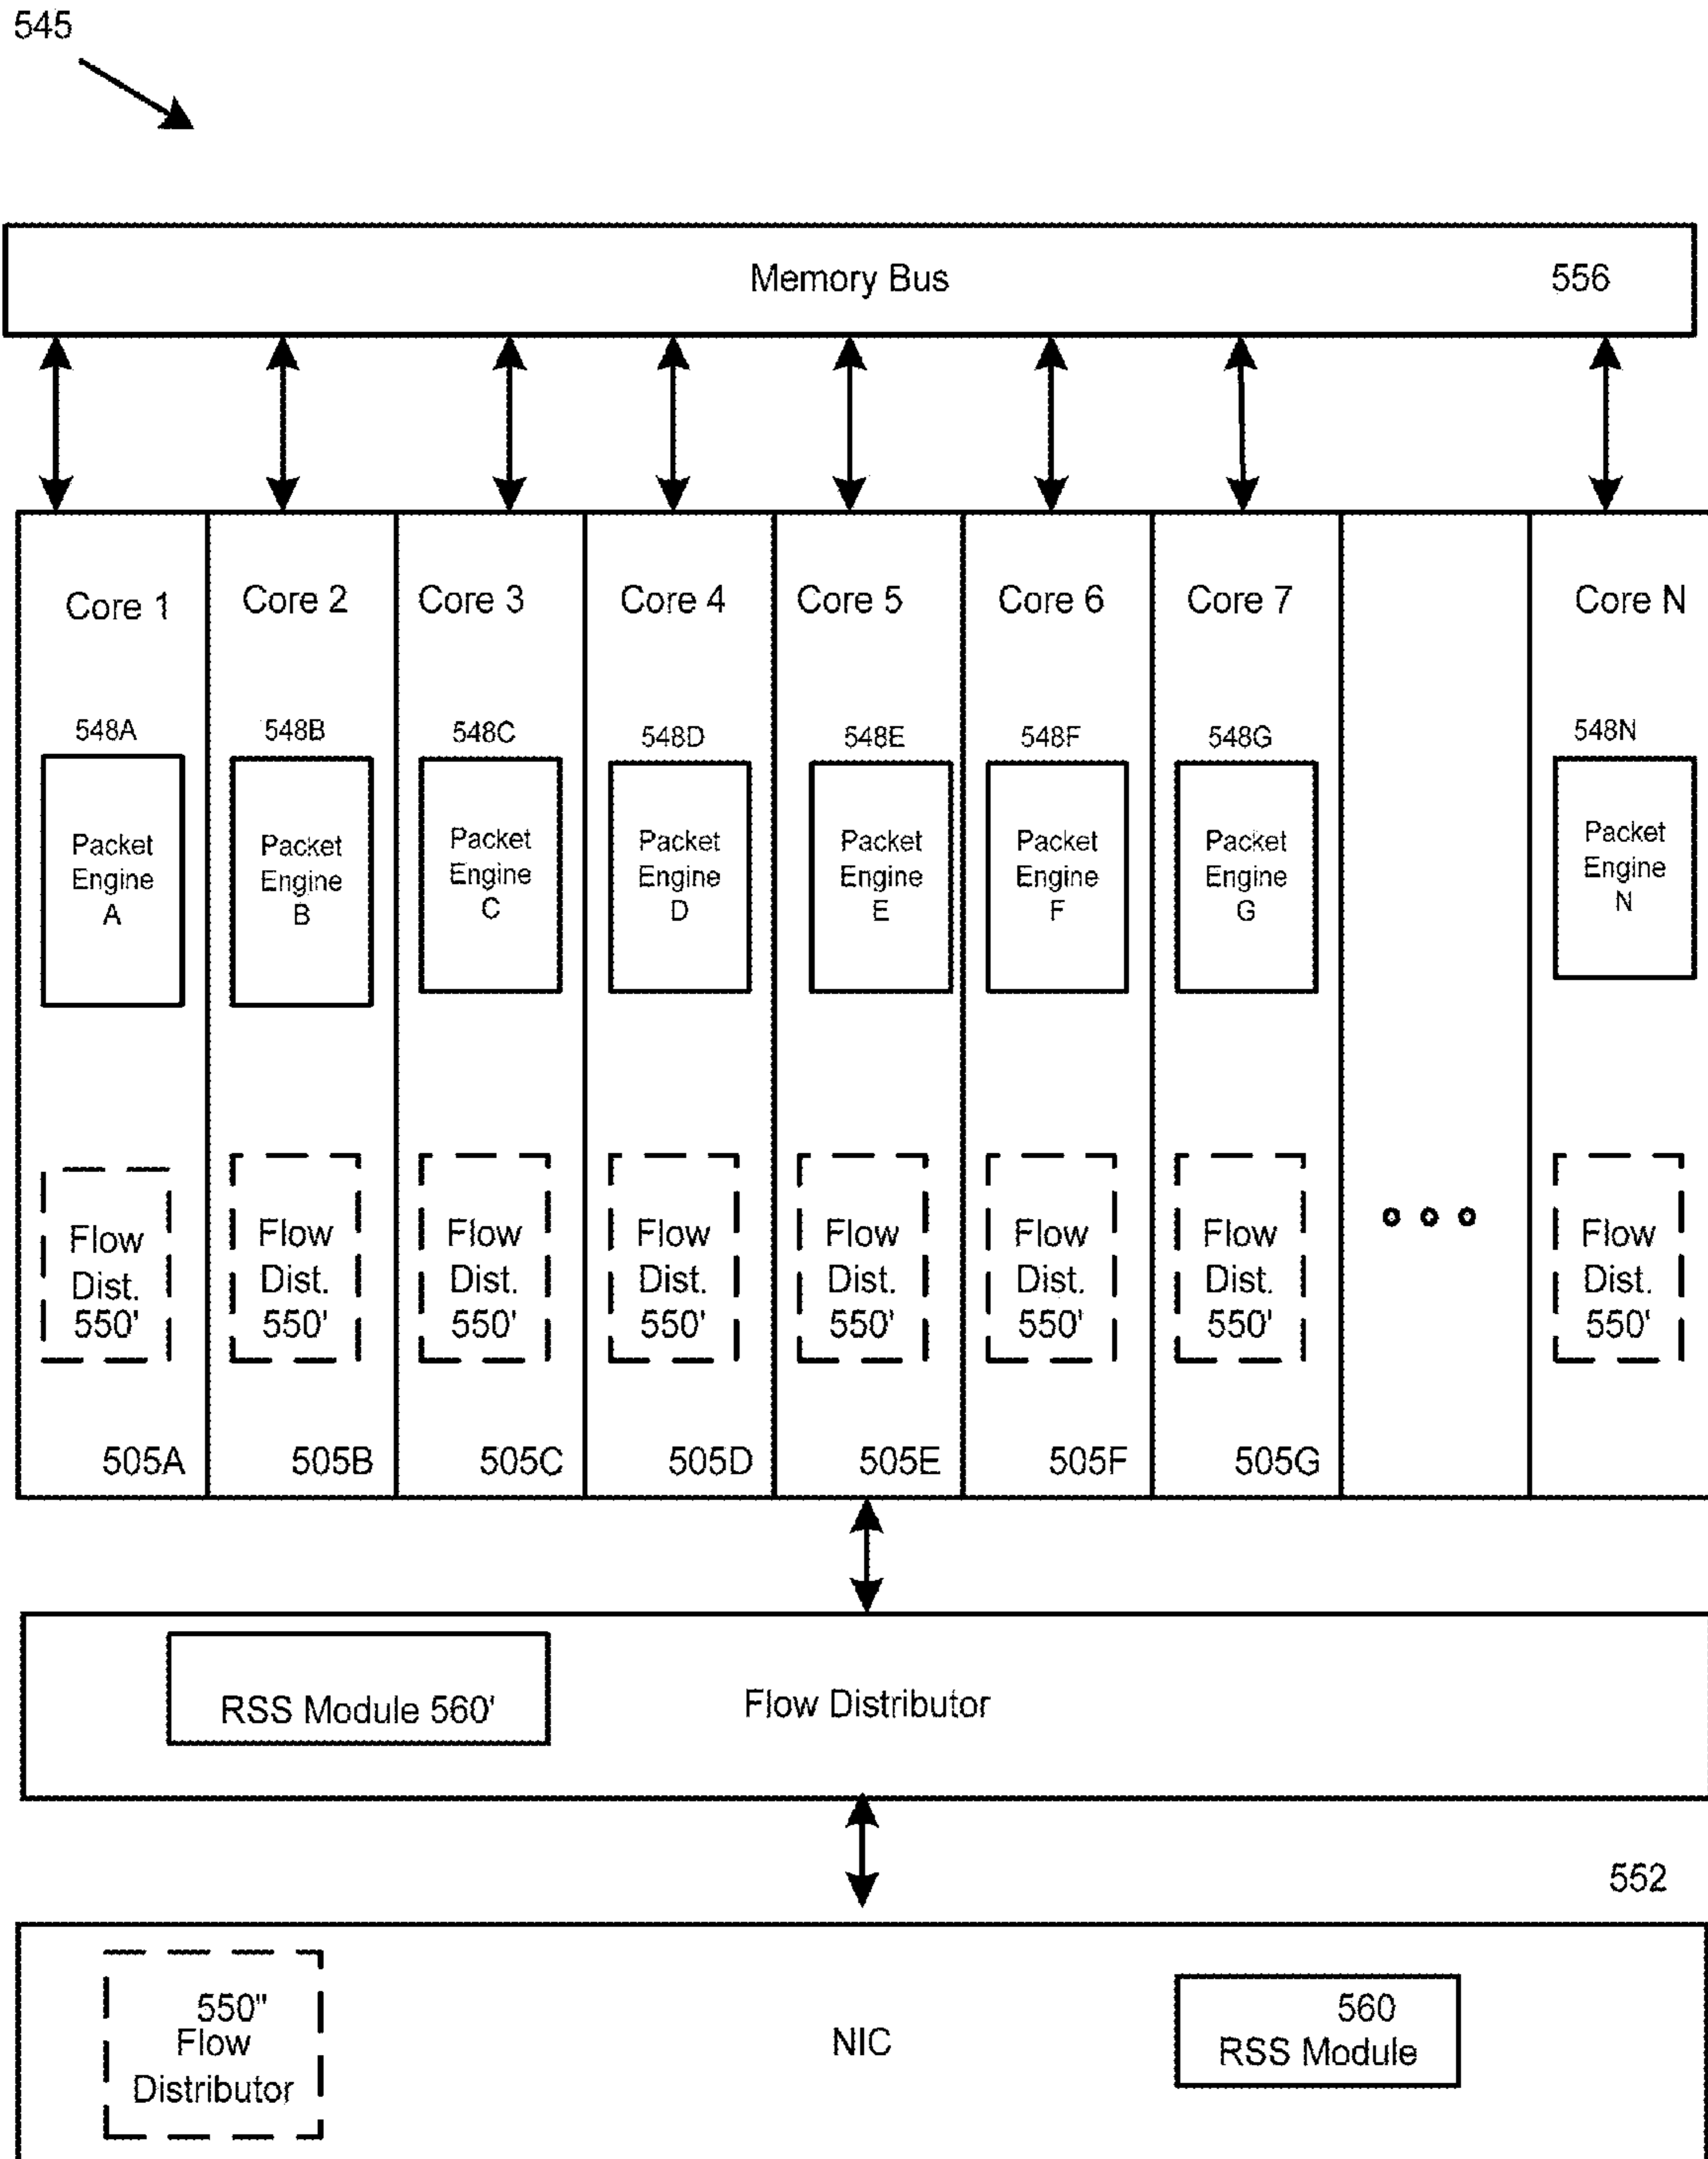 545
Memory Bus 556
Core 1 Core 2 Core 3 Core 4 Core 5 Core 6 Core 7 Core N
548A 548B 548C 548D 548E 548F 548G 548N
Packet Packet Packet Packet Packet Packet Packet Packet
Engine Engine Engine Engine Engine Engine Engine Engine
A B C D E F G N
Flow Flow Flow Flow Flow Flow Flow Flow
Dist. Dist. Dist. Dist. Dist. Dist. Dist. Dist.
550' 550' 550' 550' 550' 550' 550' 550'
505A 505B 505C 505D 505E 505F 505G
RSS Module 560' Flow Distributor
552
550"
Flow
Distributor
NIC
560
RSS Module